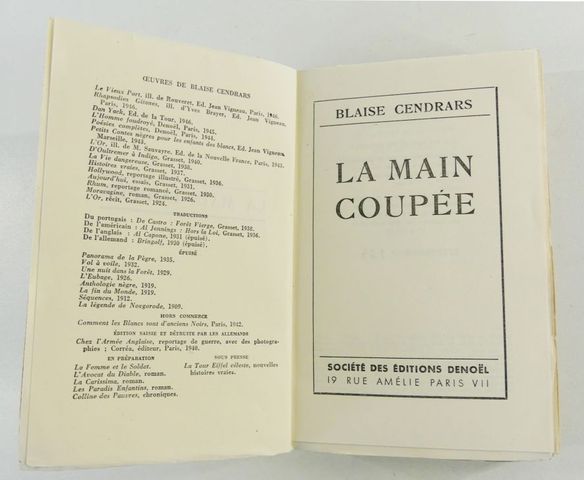 ŒUVRES DE BLAISE CENDRARS
Le Vieux Port, ill. de Rauveret, Ed. Jean Vigneau, Paris, 1946.
Rhapsodies Gitanes, ill. d'Yves Brayer, Ed. Jean Vigneau,
Paris, 1946.
Dan Yack, Ed. de la Tour, 1946.
L'Homme foudroyé, Denoël, Paris, 1945.
Poésies complètes, Denoël, Paris, 1944.
Petits Contes nègres pour les enfants des blancs, Ed. Jean Vigneau,
Marseille, 1943.
L'Or, ill. de M. Sauvayre. Ed. de la Nouvelle France, Paris, 1943.
D'Oultremer à Indigo, Grasset, 1940.
La Vie dangereuse, Grasset, 1938.
Histoires vraies, Grasset, 1937.
Hollywood, reportage illustré, Grasset, 1936.
Aujourd'hui, essais, Grasset, 1931.
Rhum, reportage romancé, Grasset, 1930.
Moravagine, roman, Grasset, 1926.
L'Or, récit, Grasset, 1924.
TRADUCTIONS
Du portugais : De Castro : Forêt Vierge, Grasset, 1938.
De l'américain : Al Jennings : Hors la Loi, Grasset, 1936.
De l'anglais : Al Capone, 1931 (épuisé).
De l'allemand : Bringolf, 1930 (épuisé).
ÉPUISÉ
Panorama de la Pègre, 1935.
Vol à voile, 1932.
Une nuit dans la Forêt, 1929.
L'Eubage, 1926.
Anthologie nègre, 1919.
La fin du Monde, 1919.
Séquences, 1912.
La légende de Novgorode, 1909.
HORS COMMERCE
Comment les Blancs sont d'anciens Noirs, Paris, 1942.
ÉDITION SAISIE ET DÉTRUITE PAR LES ALLEMANDS
Chez l'Armée Anglaise, reportage de guerre, avec des photogra-
phies ; Corrêa, éditeur, Paris, 1940.
EN PRÉPARATION
La Femme et le Soldat.
L'Avocat du Diable, roman.
La Carissima, roman.
Les Paradis Enfantins, roman.
Colline des Pauvres, chroniques.
SOUS PRESSE
La Tour Eiffel sidérale, nouvelles
histoires vraies.
BLAISE CENDRARS
LA MAIN
COUPÉE
SOCIÉTÉ DES ÉDITIONS DENOËL
19 RUE AMÉLIE PARIS VII